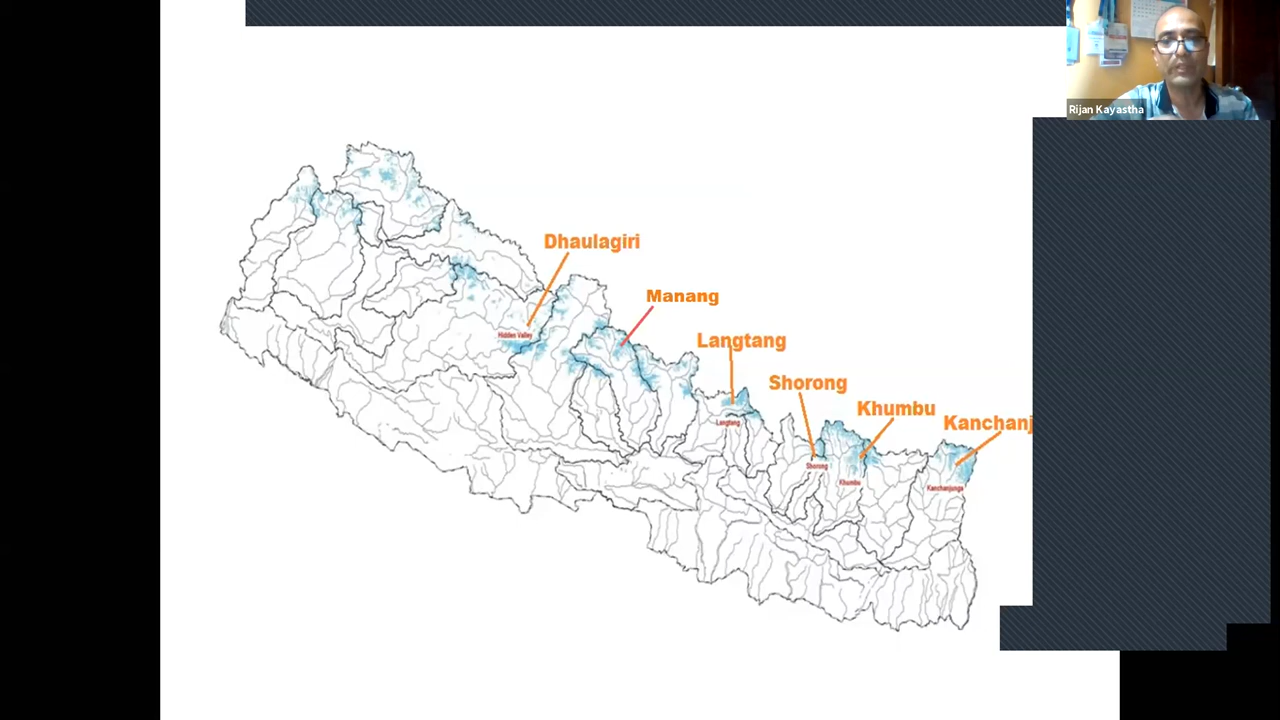 Rijan Kayastha
Dhaulagiri
Manang
Hidden Valley
Langtang
Shorong
Khumbu
Kanchanj
Langtang
Shorong
Khumbu
Kanchanjunga